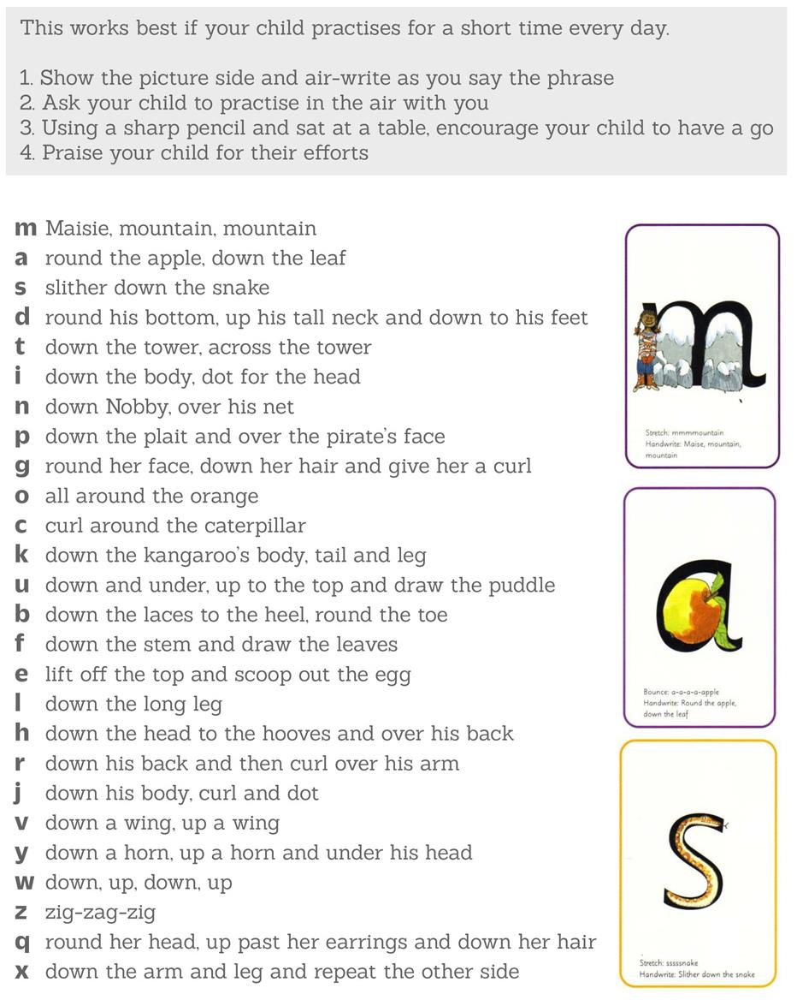 This works best if your child practises for a short time every day.
1. Show the picture side and air-write as you say the phrase
2. Ask your child to practise in the air with you
3. Using a sharp pencil and sat at a table, encourage your child to have a go
4. Praise your child for their efforts
m Maisie, mountain, mountain
a round the apple, down the leaf
s slither down the snake
d round his bottom, up his tall neck and down to his feet
t down the tower, across the tower
i down the body, dot for the head
n down Nobby, over his net
p down the plait and over the pirate's face
g round her face, down her hair and give her a curl
o all around the orange
c curl around the caterpillar
k down the kangaroo's body, tail and leg
u down and under, up to the top and draw the puddle
b down the laces to the heel, round the toe
f down the stem and draw the leaves
e lift off the top and scoop out the egg
l down the long leg
h down the head to the hooves and over his back
r down his back and then curl over his arm
j down his body, curl and dot
v down a wing, up a wing
y down a horn, up a horn and under his head
w down, up, down, up
z zig-zag-zig
q round her head, up past her earrings and down her hair
x down the arm and leg and repeat the other side
m
Stretch: mmmmountain
Handwrite: Maise, mountain,
mountain
a
Bounce: a-a-a-a-apple
Handwrite: Round the apple,
down the leaf
s
Stretch: sssssnake
Handwrite: Slither down the snake